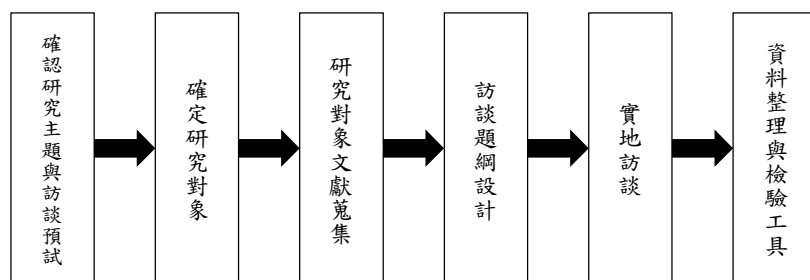 確認研究主題與訪談預試
確定研究對象
研究對象文獻蒐集
訪談題綱設計
實地訪談
資料整理與檢驗工具